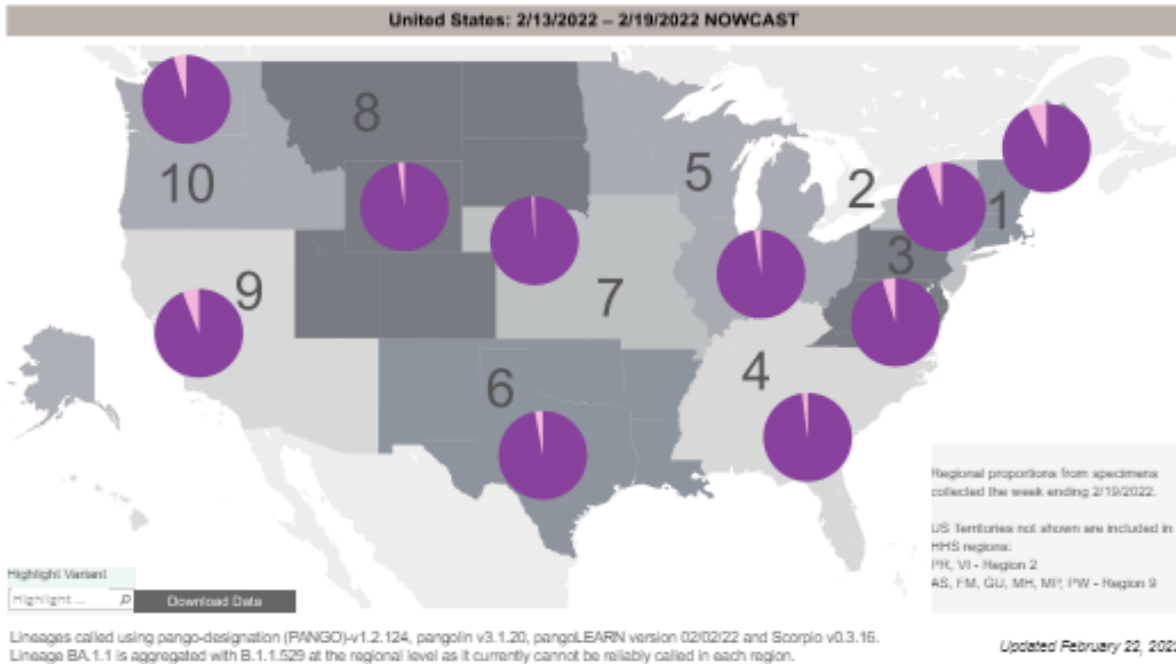 United States: 2/13/2022 – 2/19/2022 NOWCAST
8
10
5
2
1
3
9
7
6
4
Regional proportions from specimens
collected the week ending 2/19/2022.
US Territories not shown are included in
HHS regions:
PR, VI - Region 2
AS, FM, GU, MH, MP, PW - Region 9
Highlight Variant
Highlight ...
Download Data
Lineages called using pango-designation (PANGO)-v1.2.124, pangolin v3.1.20, pangoLEARN version 02/02/22 and Scorpio v0.3.16.
Lineage BA.1.1 is aggregated with B.1.1.529 at the regional level as it currently cannot be reliably called in each region.
Updated February 22, 202